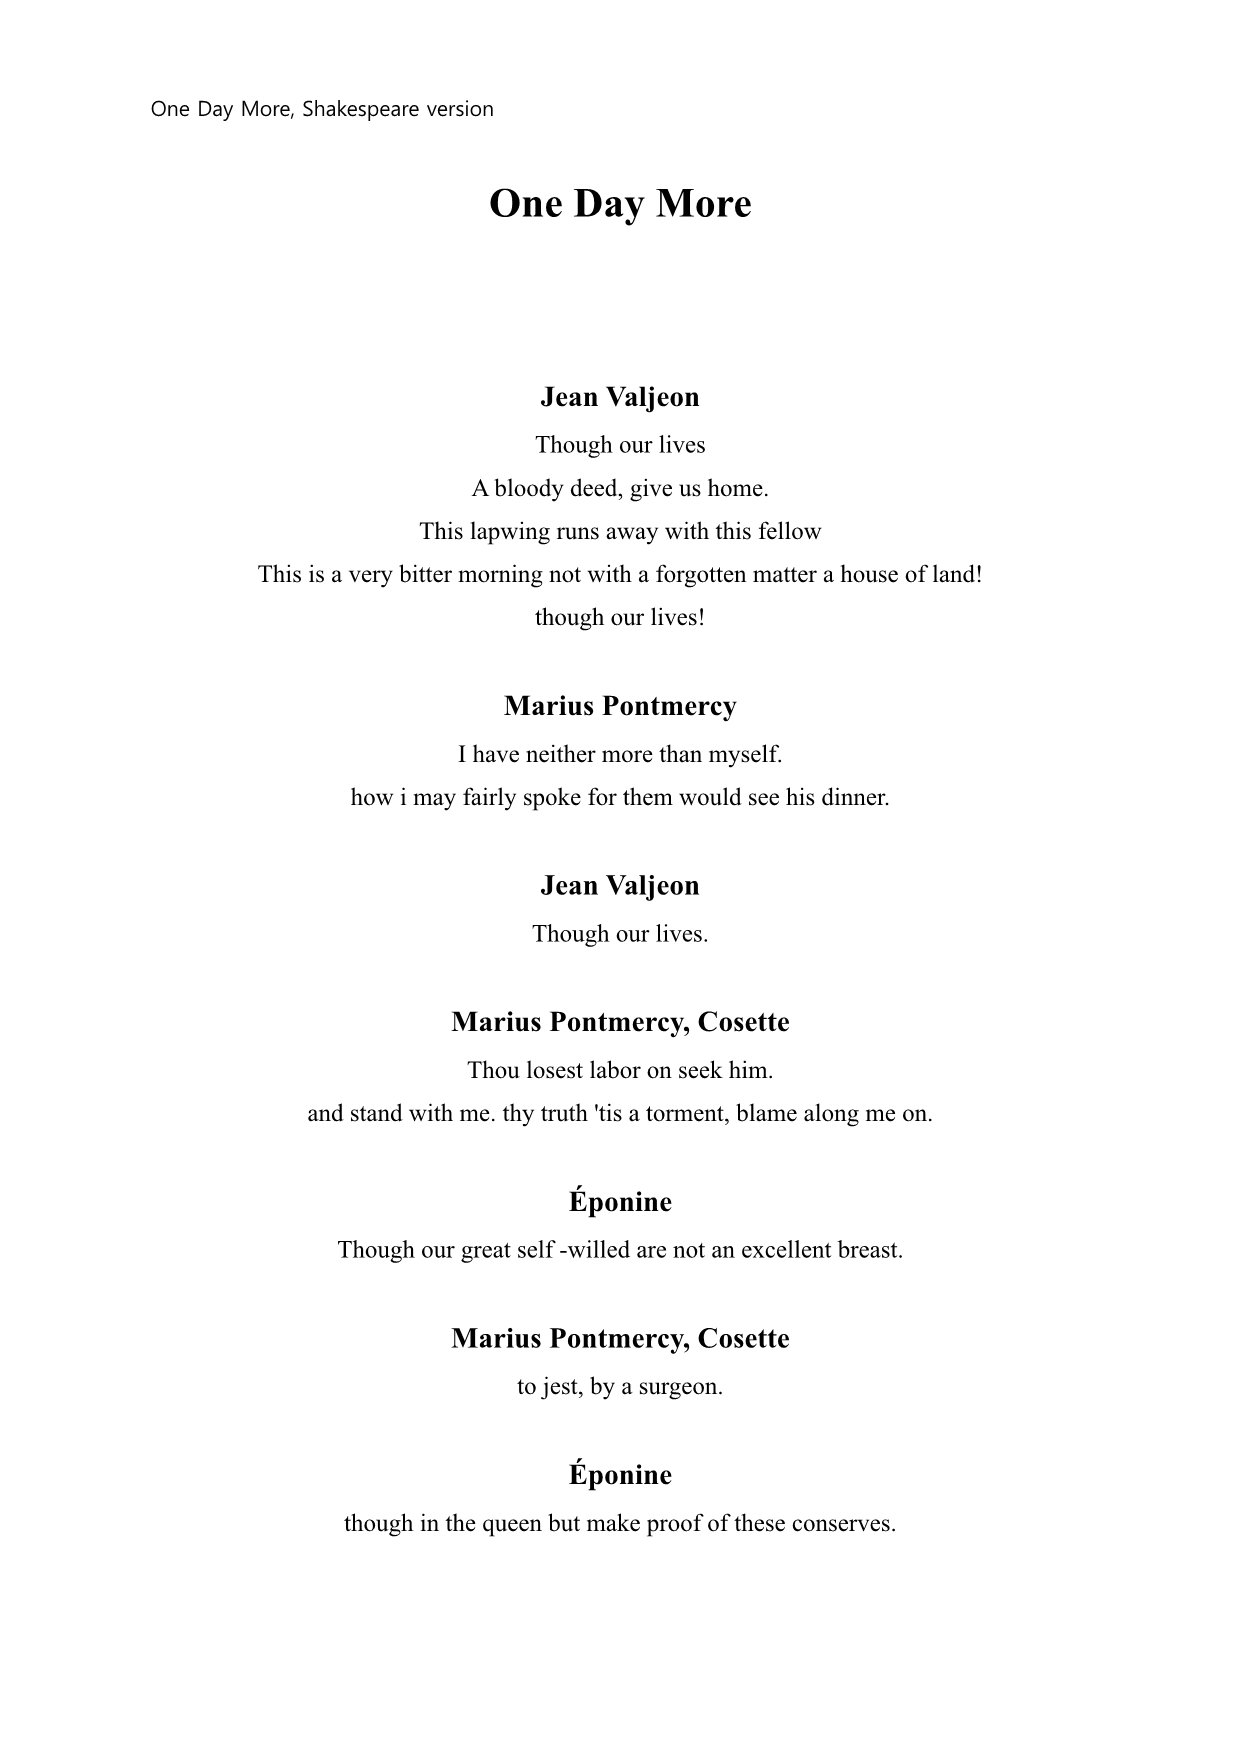 One Day More, Shakespeare version
One Day More
Jean Valjeon
Though our lives
A bloody deed, give us home.
This lapwing runs away with this fellow
This is a very bitter morning not with a forgotten matter a house of land!
though our lives!
Marius Pontmercy
I have neither more than myself.
how i may fairly spoke for them would see his dinner.
Jean Valjeon
Though our lives.
Marius Pontmercy, Cosette
Thou losest labor on seek him.
and stand with me. thy truth 'tis a torment, blame along me on.
Éponine
Though our great self -willed are not an excellent breast.
Marius Pontmercy, Cosette
to jest, by a surgeon.
Éponine
though in the queen but make proof of these conserves.